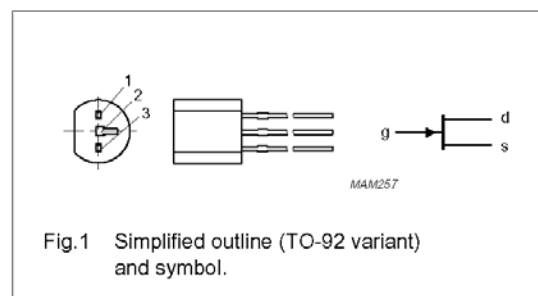 1
2
3
g
d
s
MAM257
Fig.1 Simplified outline (TO-92 variant)
and symbol.